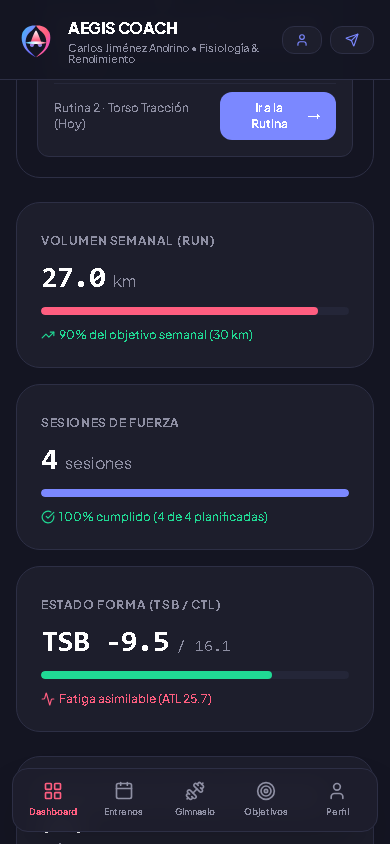 AEGIS COACH
Carlos Jiménez Andrino • Fisiología &
Rendimiento
Rutina 2 · Torso Tracción
(Hoy)
Ir a la
Rutina →
VOLUMEN SEMANAL (RUN)
27.0 km
90% del objetivo semanal (30 km)
SESIONES DE FUERZA
4 sesiones
100% cumplido (4 de 4 planificadas)
ESTADO FORMA (TSB / CTL)
TSB -9.5 / 16.1
Fatiga asimilable (ATL 25.7)
Dashboard
Entrenos
Gimnasio
Objetivos
Perfil